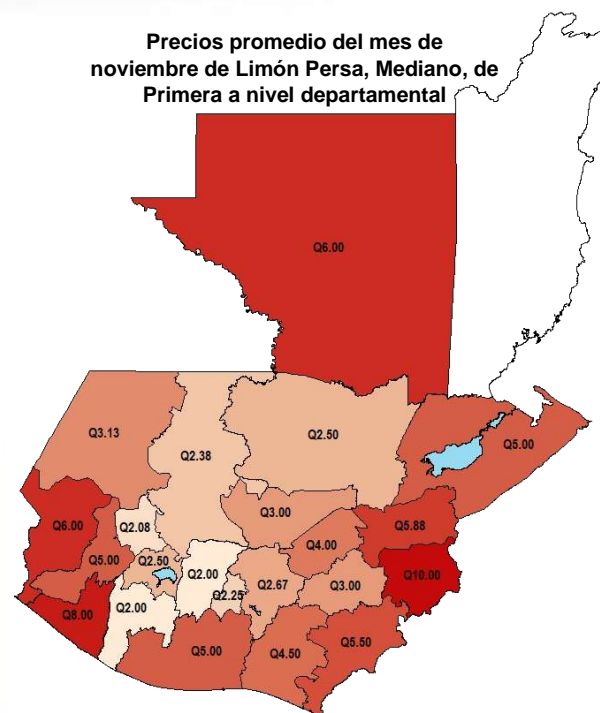 Precios promedio del mes de
noviembre de Limón Persa, Mediano, de
Primera a nivel departamental
Q6.00
Q3.13
Q2.38
Q2.50
Q5.00
Q3.00
Q6.00
Q2.08
Q5.88
Q4.00
Q5.00
Q2.50
Q2.00
Q2.67
Q3.00
Q10.00
Q2.25
Q8.00
Q2.00
Q5.00
Q4.50
Q5.50